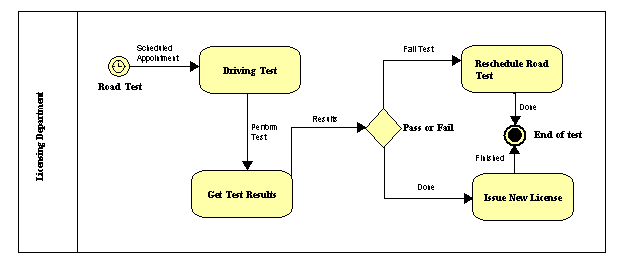 Licensing Department
Scheduled
Appointment
Road Test
Driving Test
Perform
Test
Get Test Results
Results
Pass or Fail
Fail Test
Reschedule Road
Test
Done
End of test
Finished
Done
Issue New License